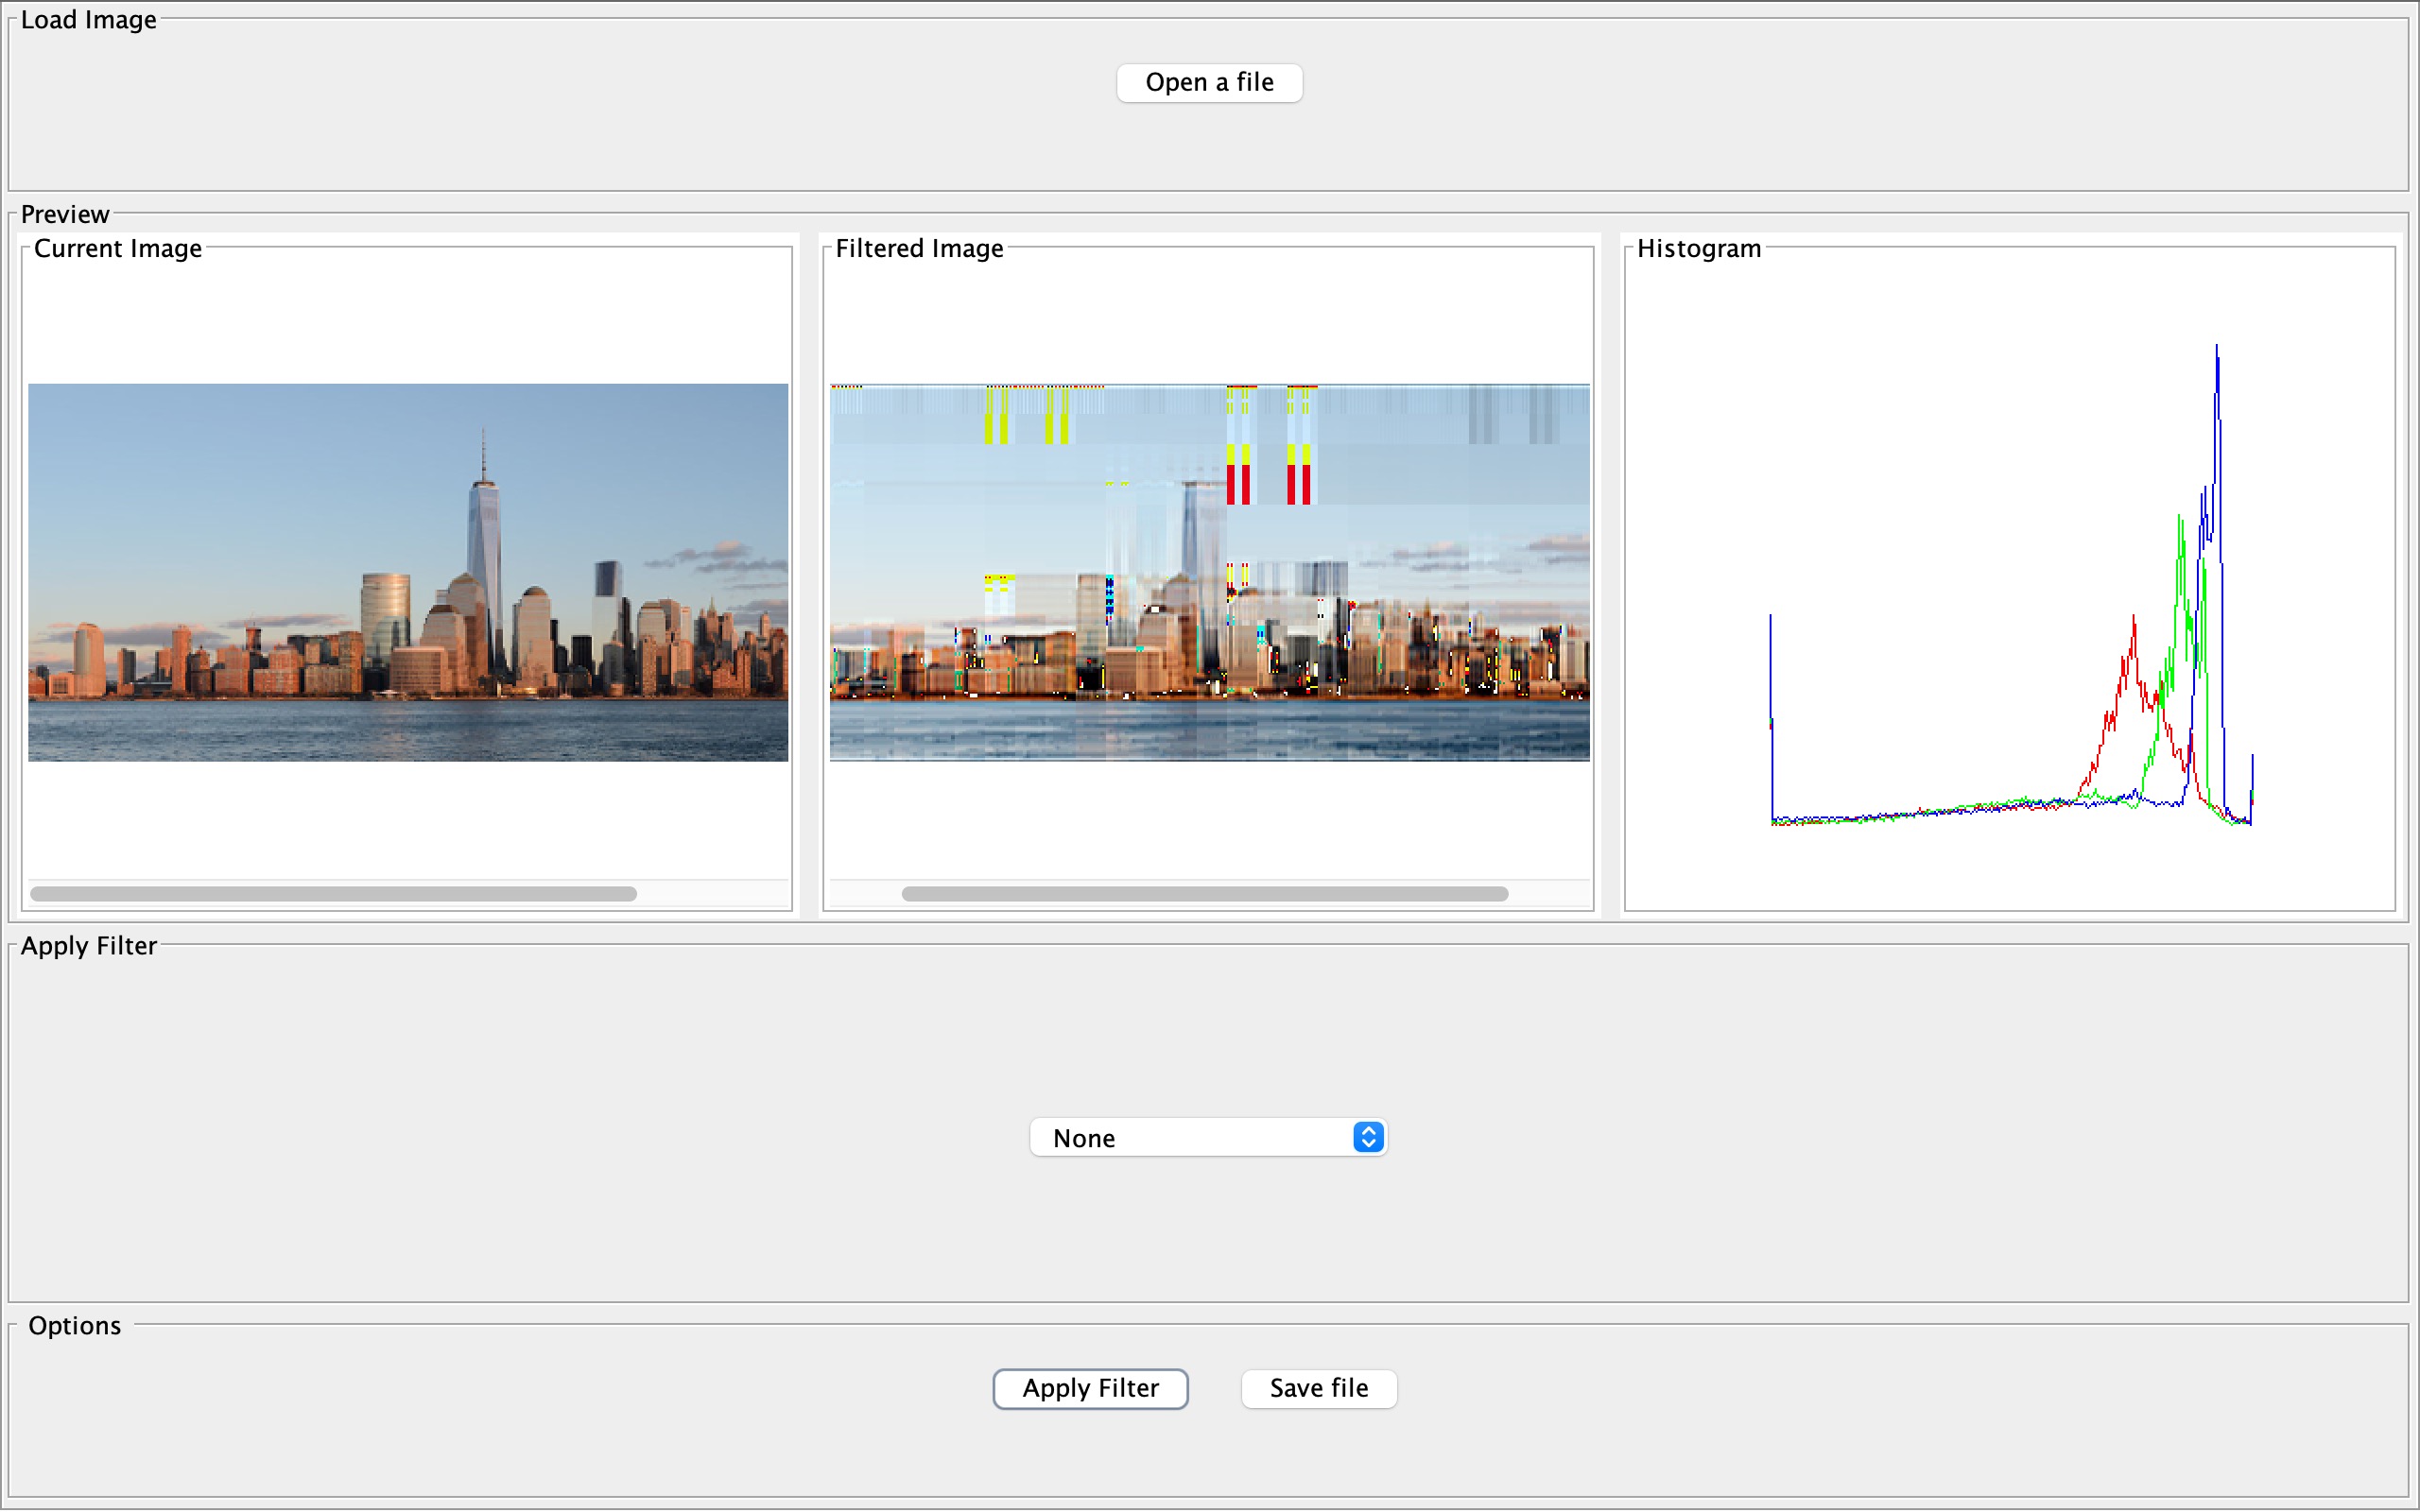 Load Image
Open a file
Preview
Current Image
Filtered Image
Histogram
Apply Filter
None
Options
Apply Filter
Save file